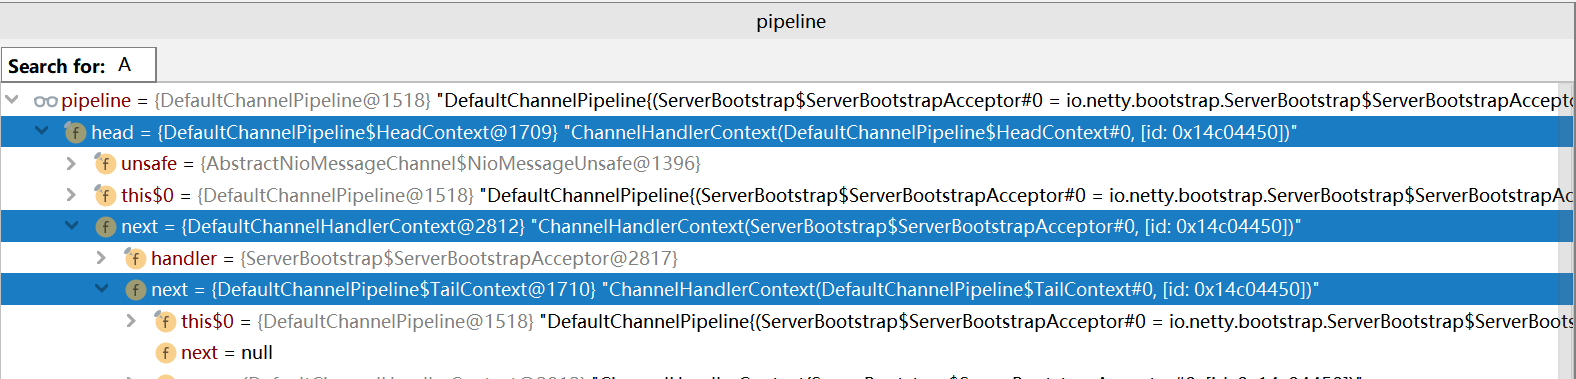 pipeline
Search for: A
pipeline = {DefaultChannelPipeline@1518} "DefaultChannelPipeline{(ServerBootstrap$ServerBootstrapAcceptor#0 = io.netty.bootstrap.ServerBootstrap$ServerBootstrapAccepto
head = {DefaultChannelPipeline$HeadContext@1709} "ChannelHandlerContext(DefaultChannelPipeline$HeadContext#0, [id: 0x14c04450])"
unsafe = {AbstractNioMessageChannel$NioMessageUnsafe@1396}
this$0 = {DefaultChannelPipeline@1518} "DefaultChannelPipeline{(ServerBootstrap$ServerBootstrapAcceptor#0 = io.netty.bootstrap.ServerBootstrap$ServerBootstrapAc
next = {DefaultChannelHandlerContext@2812} "ChannelHandlerContext(ServerBootstrap$ServerBootstrapAcceptor#0, [id: 0x14c04450])"
handler = {ServerBootstrap$ServerBootstrapAcceptor@2817}
next = {DefaultChannelPipeline$TailContext@1710} "ChannelHandlerContext(DefaultChannelPipeline$TailContext#0, [id: 0x14c04450])"
this$0 = {DefaultChannelPipeline@1518} "DefaultChannelPipeline{(ServerBootstrap$ServerBootstrapAcceptor#0 = io.netty.bootstrap.ServerBootstrap$ServerBoots
next = null